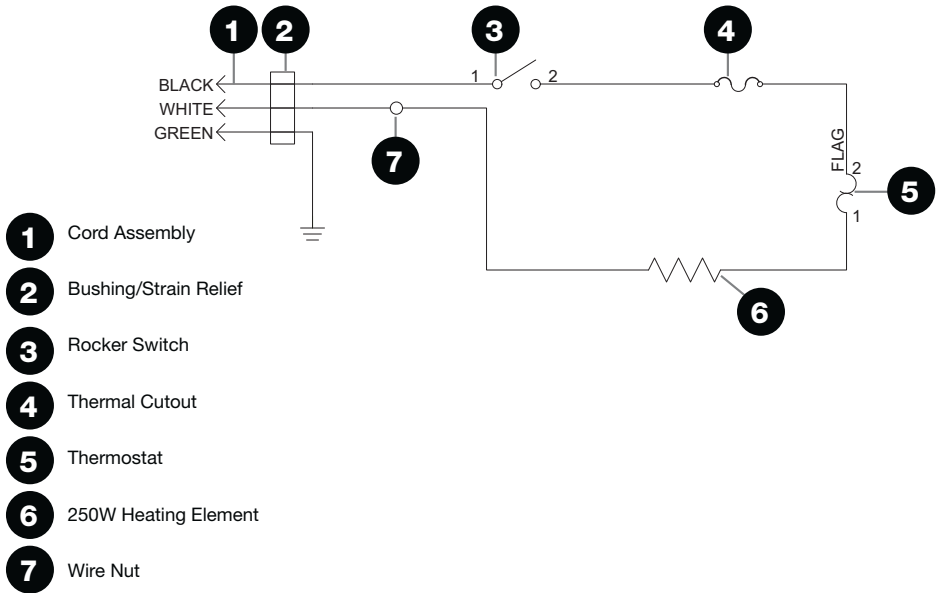 1 2 3 4
1 2
BLACK
WHITE
GREEN
7
FLAG
2
5
1
6
1 Cord Assembly
2 Bushing/Strain Relief
3 Rocker Switch
4 Thermal Cutout
5 Thermostat
6 250W Heating Element
7 Wire Nut